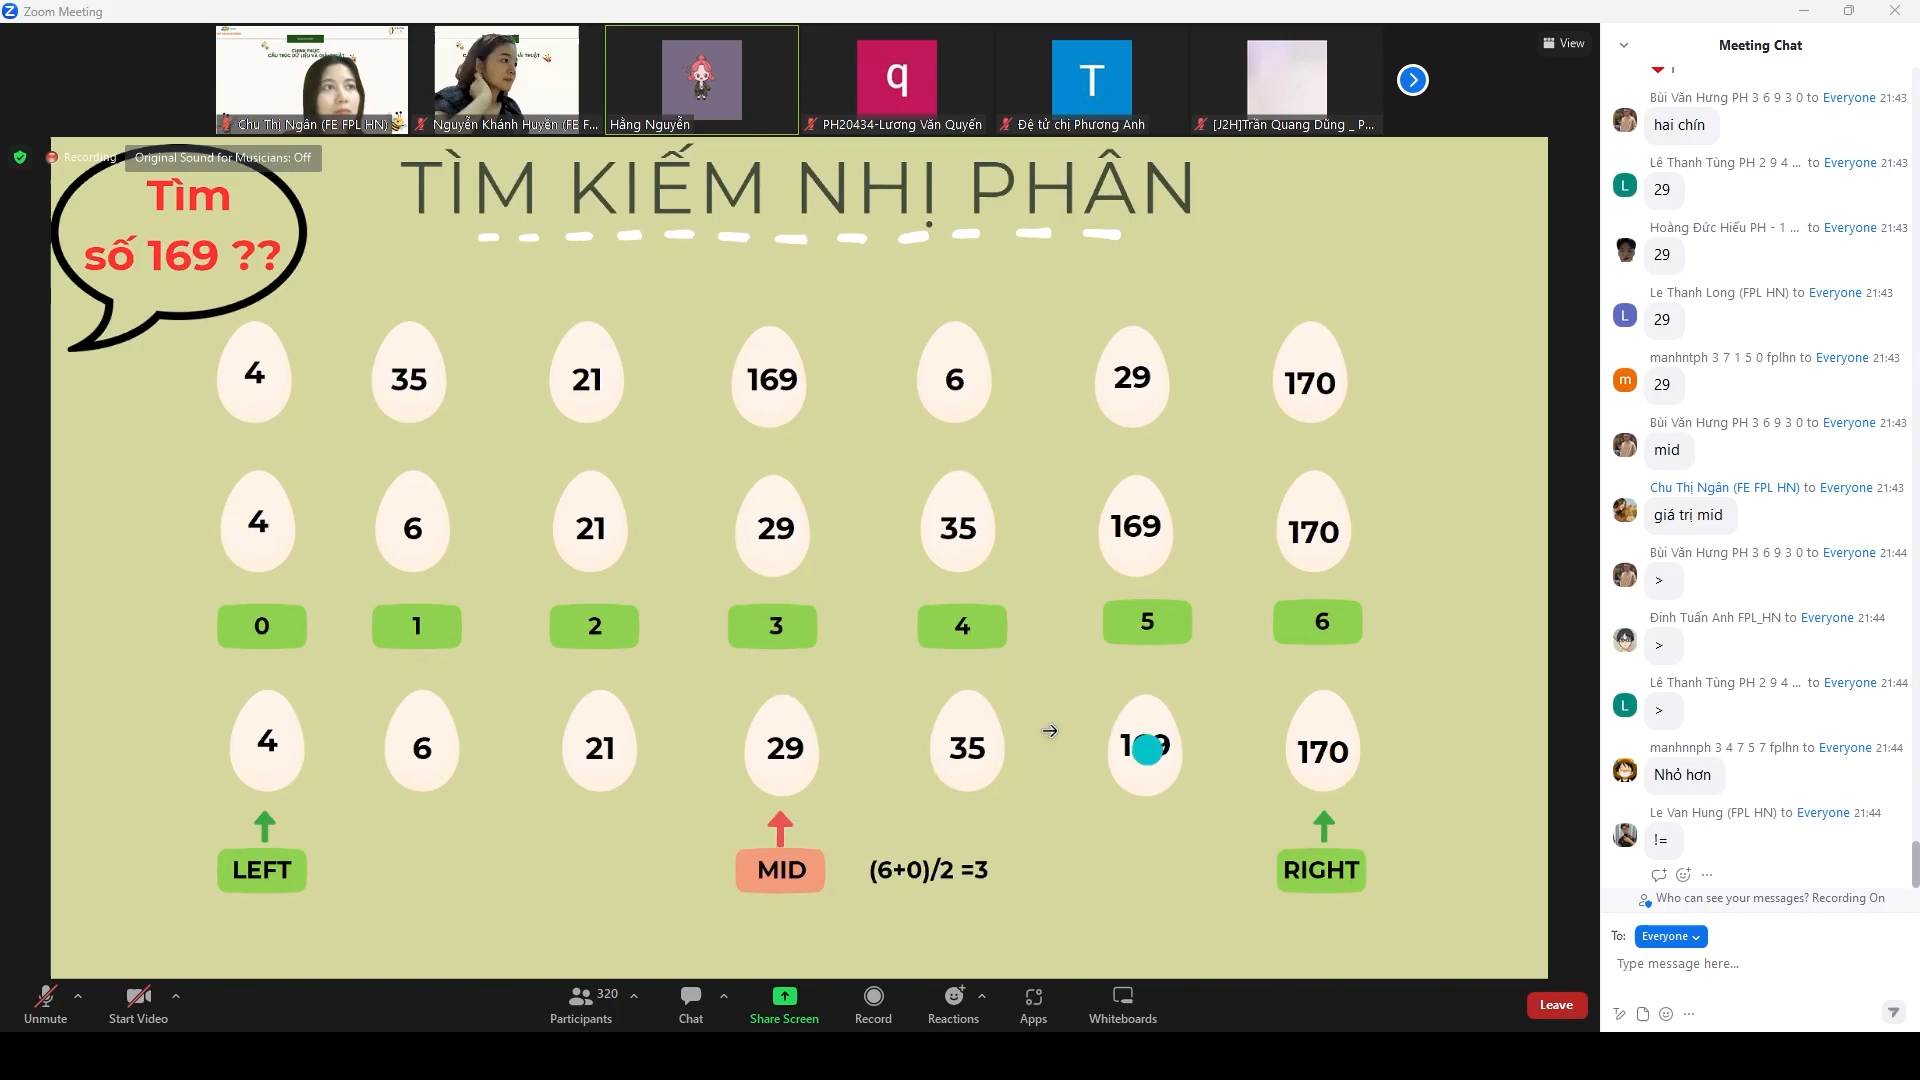 Zoom Meeting
CHINH PHỤC
CẤU TRÚC DỮ LIỆU VÀ GIẢI THUẬT
Chu Thị Ngân (FE FPL HN)
Nguyễn Khánh Huyền (FE F...
Hằng Nguyễn
q
PH20434-Lương Văn Quyến
T
Đệ tử chị Phương Anh
[J2H]Trần Quang Dũng _ P...
View
Recording
Original Sound for Musicians: Off
TÌM KIẾM NHỊ PHÂN
Tìm
số 169 ??
4 35 21 169 6 29 170
4 6 21 29 35 169 170
0 1 2 3 4 5 6
4 6 21 29 35 169 170
LEFT MID (6+0)/2 =3 RIGHT
Unmute
Start Video
320
Participants
Chat
Share Screen
Record
Reactions
Apps
Whiteboards
Leave
Meeting Chat
1
Bùi Văn Hưng PH 3 6 9 3 0 to Everyone 21:43
hai chín
Lê Thanh Tùng PH 2 9 4 ... to Everyone 21:43
L
29
Hoàng Đức Hiếu PH - 1 ... to Everyone 21:43
29
Le Thanh Long (FPL HN) to Everyone 21:43
L
29
manhntph 3 7 1 5 0 fplhn to Everyone 21:43
m
29
Bùi Văn Hưng PH 3 6 9 3 0 to Everyone 21:43
mid
Chu Thị Ngân (FE FPL HN) to Everyone 21:43
giá trị mid
Bùi Văn Hưng PH 3 6 9 3 0 to Everyone 21:44
>
Đinh Tuấn Anh FPL_HN to Everyone 21:44
>
Lê Thanh Tùng PH 2 9 4 ... to Everyone 21:44
L
>
manhnnph 3 4 7 5 7 fplhn to Everyone 21:44
Nhỏ hơn
Le Van Hung (FPL HN) to Everyone 21:44
!=
Who can see your messages? Recording On
To: Everyone
Type message here...